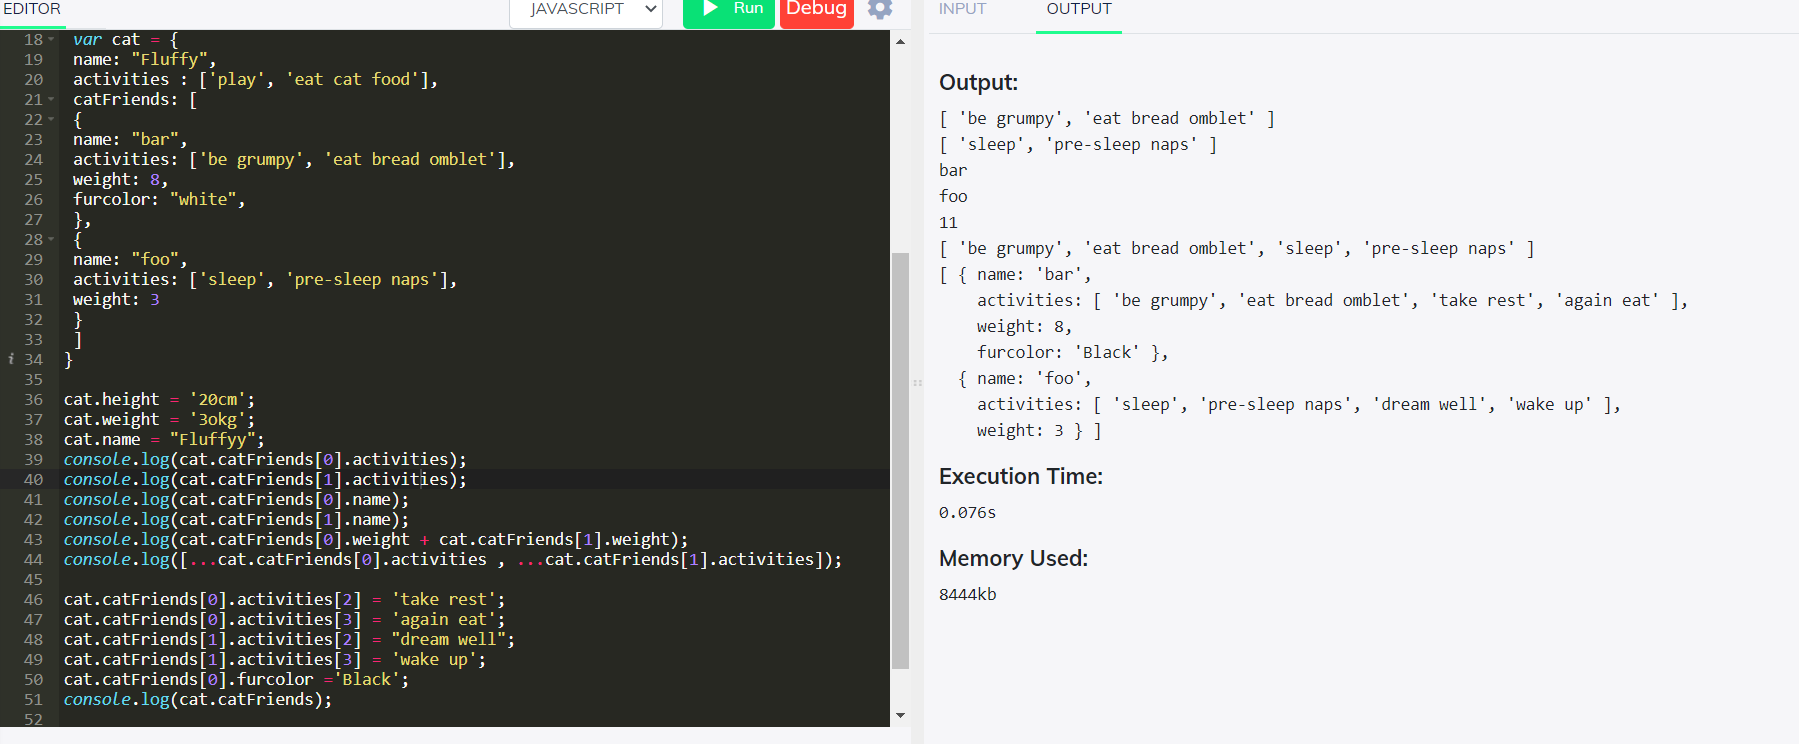 EDITOR
JAVASCRIPT
Run
Debug
18 var cat = {
19 name: "Fluffy",
20 activities : ['play', 'eat cat food'],
21 catFriends: [
22 {
23 name: "bar",
24 activities: ['be grumpy', 'eat bread omblet'],
25 weight: 8,
26 furcolor: "white",
27 },
28 {
29 name: "foo",
30 activities: ['sleep', 'pre-sleep naps'],
31 weight: 3
32 }
33 ]
i 34 }
35
36 cat.height = '20cm';
37 cat.weight = '3okg';
38 cat.name = "Fluffyy";
39 console.log(cat.catFriends[0].activities);
40 console.log(cat.catFriends[1].activities);
41 console.log(cat.catFriends[0].name);
42 console.log(cat.catFriends[1].name);
43 console.log(cat.catFriends[0].weight + cat.catFriends[1].weight);
44 console.log([...cat.catFriends[0].activities , ...cat.catFriends[1].activities]);
45
46 cat.catFriends[0].activities[2] = 'take rest';
47 cat.catFriends[0].activities[3] = 'again eat';
48 cat.catFriends[1].activities[2] = "dream well";
49 cat.catFriends[1].activities[3] = 'wake up';
50 cat.catFriends[0].furcolor ='Black';
51 console.log(cat.catFriends);
52
INPUT
OUTPUT
Output:
[ 'be grumpy', 'eat bread omblet' ]
[ 'sleep', 'pre-sleep naps' ]
bar
foo
11
[ 'be grumpy', 'eat bread omblet', 'sleep', 'pre-sleep naps' ]
[ { name: 'bar',
activities: [ 'be grumpy', 'eat bread omblet', 'take rest', 'again eat' ],
weight: 8,
furcolor: 'Black' },
{ name: 'foo',
activities: [ 'sleep', 'pre-sleep naps', 'dream well', 'wake up' ],
weight: 3 } ]
Execution Time:
0.076s
Memory Used:
8444kb